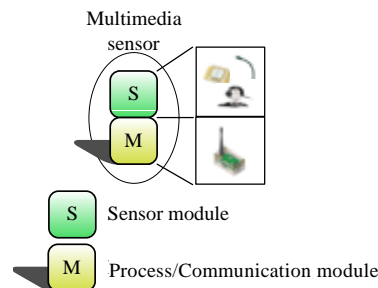 Multimedia
sensor
S
M
S
Sensor module
M
Process/Communication module